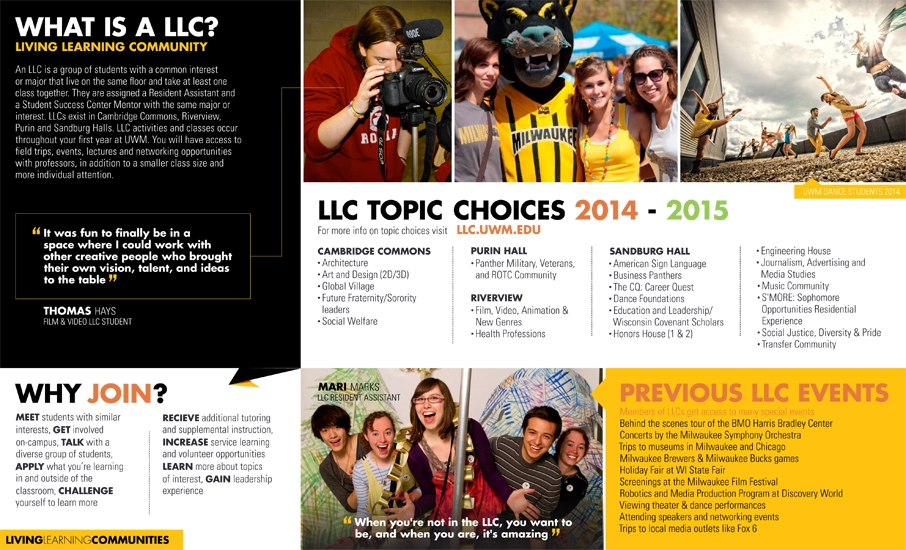 WHAT IS A LLC?
LIVING LEARNING COMMUNITY
An LLC is a group of students with a common interest
or major that live on the same floor and take at least one
class together. They are assigned a Resident Assistant and
a Student Success Center Mentor with the same major or
interest. LLCs exist in Cambridge Commons, Riverview,
Purin and Sandburg Halls. LLC activities and classes occur
throughout your first year at UWM. You will have access to
field trips, events, lectures and networking opportunities
with professors, in addition to a smaller class size and
more individual attention.
“ It was fun to finally be in a
space where I could work with
other creative people who brought
their own vision, talent, and ideas
to the table ”
THOMAS HAYS
FILM & VIDEO LLC STUDENT
RODE
MILWAUKEE
UWM DANCE STUDENTS 2014
LLC TOPIC CHOICES 2014 - 2015
For more info on topic choices visit LLC.UWM.EDU
CAMBRIDGE COMMONS
• Architecture
• Art and Design (2D/3D)
• Global Village
• Future Fraternity/Sorority
leaders
• Social Welfare
PURIN HALL
• Panther Military, Veterans,
and ROTC Community
RIVERVIEW
• Film, Video, Animation &
New Genres
• Health Professions
SANDBURG HALL
• American Sign Language
• Business Panthers
• The CQ: Career Quest
• Dance Foundations
• Education and Leadership/
Wisconsin Covenant Scholars
• Honors House (1 & 2)
• Engineering House
• Journalism, Advertising and
Media Studies
• Music Community
• S'MORE: Sophomore
Opportunities Residential
Experience
• Social Justice, Diversity & Pride
• Transfer Community
WHY JOIN?
MEET students with similar
interests, GET involved
on-campus, TALK with a
diverse group of students,
APPLY what you're learning
in and outside of the
classroom, CHALLENGE
yourself to learn more
RECIEVE additional tutoring
and supplemental instruction,
INCREASE service learning
and volunteer opportunities
LEARN more about topics
of interest, GAIN leadership
experience
LIVINGLEARNINGCOMMUNITIES
MARI MARKS
LLC RESIDENT ASSISTANT
“ When you're not in the LLC, you want to
be, and when you are, it's amazing ”
PREVIOUS LLC EVENTS
Members of LLCs get access to many special events
Behind the scenes tour of the BMO Harris Bradley Center
Concerts by the Milwaukee Symphony Orchestra
Trips to museums in Milwaukee and Chicago
Milwaukee Brewers & Milwaukee Bucks games
Holiday Fair at WI State Fair
Screenings at the Milwaukee Film Festival
Robotics and Media Production Program at Discovery World
Viewing theater & dance performances
Attending speakers and networking events
Trips to local media outlets like Fox 6